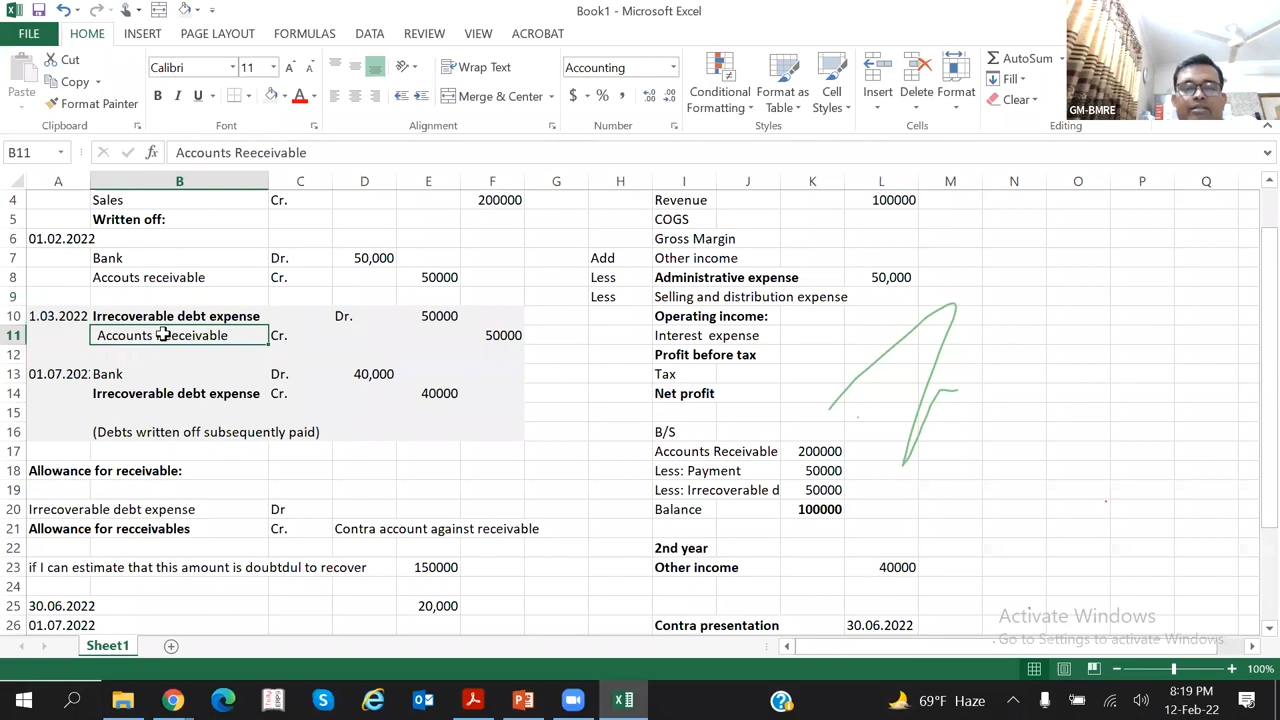 Book1 - Microsoft Excel
FILE HOME INSERT PAGE LAYOUT FORMULAS DATA REVIEW VIEW ACROBAT
Paste Cut Copy Format Painter
Calibri 11 A A Wrap Text Accounting AutoSum
B I U A Merge & Center $ % , Conditional Formatting Format as Table Cell Styles Insert Delete Format Fill Clear
Clipboard Font Alignment Number Styles Cells Editing
GM-BMRE
B11 fx Accounts Reeceivable
A B C D E F G H I J K L M N O P Q
4 Sales Cr. 200000 Revenue 100000
5 Written off: COGS
6 01.02.2022 Gross Margin
7 Bank Dr. 50,000 Add Other income
8 Accouts receivable Cr. 50000 Less Administrative expense 50,000
9 Less Selling and distribution expense
10 1.03.2022 Irrecoverable debt expense Dr. 50000 Operating income:
11 Accounts eceivable Cr. 50000 Interest expense
12 Profit before tax
13 01.07.202 Bank Dr. 40,000 Tax
14 Irrecoverable debt expense Cr. 40000 Net profit
15
16 (Debts written off subsequently paid) B/S
17 Accounts Receivable 200000
18 Allowance for receivable: Less: Payment 50000
19 Less: Irrecoverable d 50000
20 Irrecoverable debt expense Dr Balance 100000
21 Allowance for recceivables Cr. Contra account against receivable
22 2nd year
23 if I can estimate that this amount is doubtdul to recover 150000 Other income 40000
24
25 30.06.2022 20,000
26 01.07.2022 Contra presentation 30.06.2022
Activate Windows
Go to Settings to activate Windows.
Sheet1
100%
69°F Haze
8:19 PM
12-Feb-22